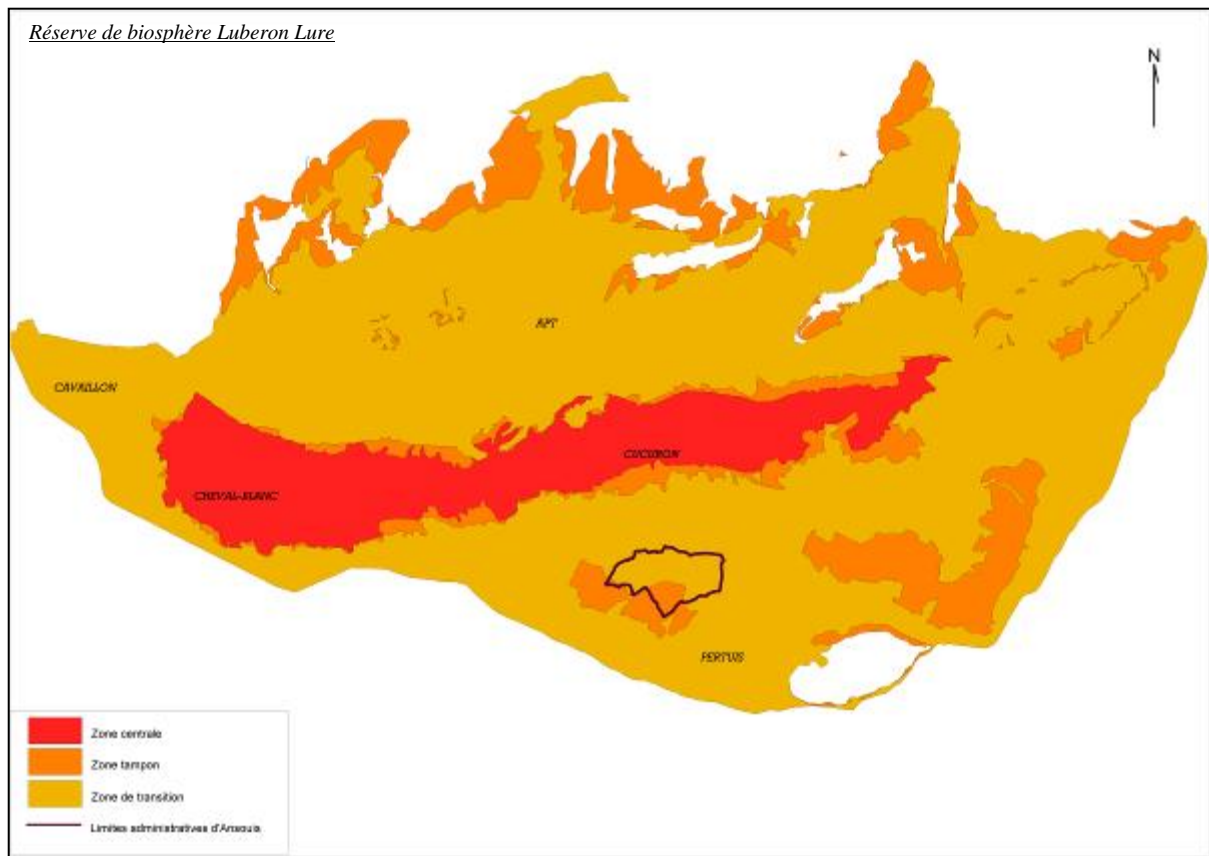 Réserve de biosphère Luberon Lure
N
APT
CAVAILLON
CUCURON
CHEVAL-BLANC
PERTUIS
Zone centrale
Zone tampon
Zone de transition
Limites administratives d'Ansouis